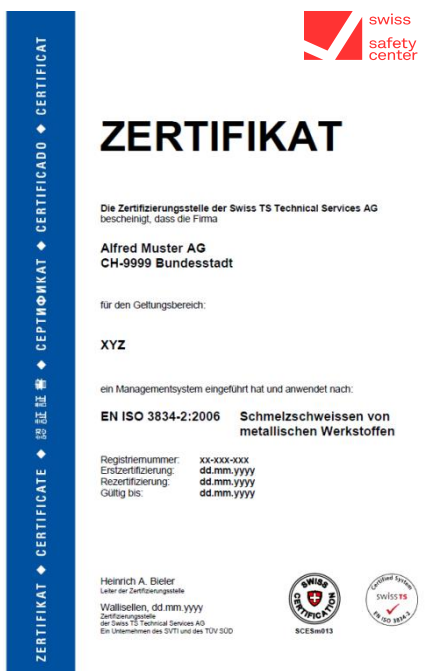 swiss
safety
center
ZERTIFIKAT ◆ CERTIFICATE ◆ 認 証 証 書 ◆ СЕРТИФИКАТ ◆ CERTIFICADO ◆ CERTIFICAT
ZERTIFIKAT
Die Zertifizierungsstelle der Swiss TS Technical Services AG
bescheinigt, dass die Firma
Alfred Muster AG
CH-9999 Bundesstadt
für den Geltungsbereich:
XYZ
ein Managementsystem eingeführt hat und anwendet nach:
EN ISO 3834-2:2006 Schmelzschweissen von
metallischen Werkstoffen
Registriernummer: xx-xxx-xxx
Erstzertifizierung: dd.mm.yyyy
Rezertifizierung: dd.mm.yyyy
Gültig bis: dd.mm.yyyy
Heinrich A. Bieler
Leiter der Zertifizierungsstelle
Wallisellen, dd.mm.yyyy
Zertifizierungsstelle
der Swiss TS Technical Services AG
Ein Unternehmen des SVTI und des TÜV SÜD
SWISS
CERTIFICATION
SCESm013
Certified System
swiss TS
EN ISO 3834-2